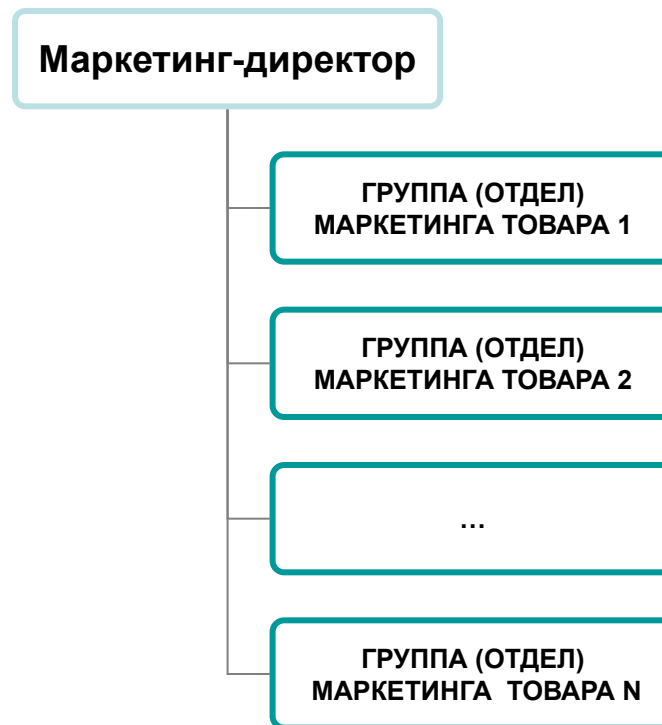 Маркетинг-директор
ГРУППА (ОТДЕЛ)
МАРКЕТИНГА ТОВАРА 1
ГРУППА (ОТДЕЛ)
МАРКЕТИНГА ТОВАРА 2
...
ГРУППА (ОТДЕЛ)
МАРКЕТИНГА ТОВАРА N